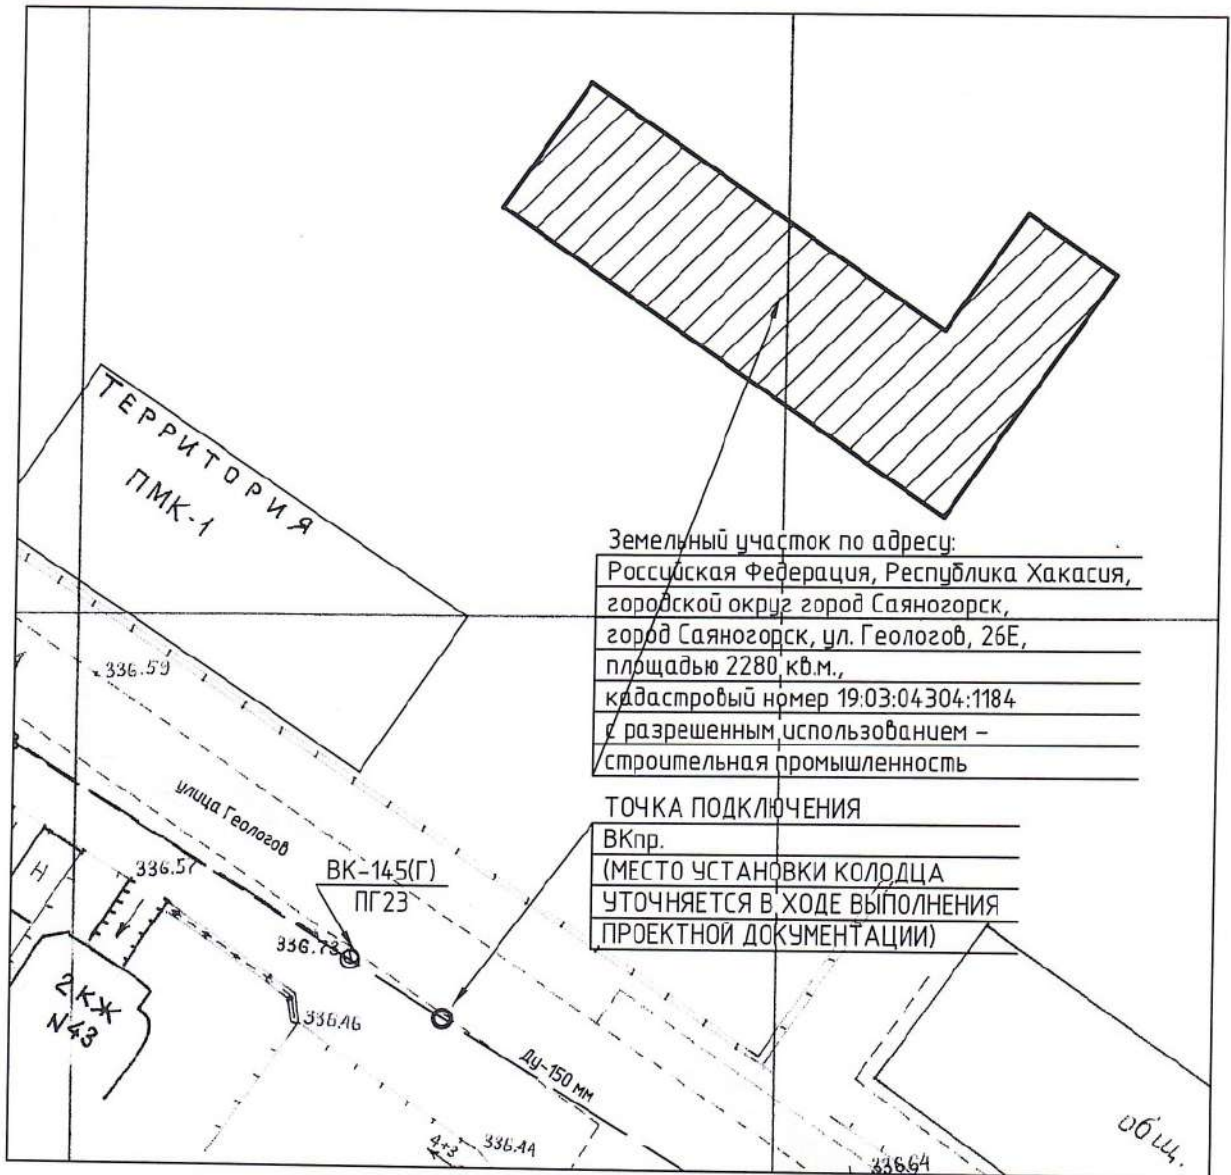 ТЕРРИТОРИЯ
ПМК-1
Земельный участок по адресу:
Российская Федерация, Республика Хакасия,
городской округ город Саяногорск,
город Саяногорск, ул. Геологов, 26Е,
площадью 2280 кв.м.,
кадастровый номер 19:03:04304:1184
с разрешенным использованием –
строительная промышленность
336.59
ТОЧКА ПОДКЛЮЧЕНИЯ
ВКпр.
(МЕСТО УСТАНОВКИ КОЛОДЦА
УТОЧНЯЕТСЯ В ХОДЕ ВЫПОЛНЕНИЯ
ПРОЕКТНОЙ ДОКУМЕНТАЦИИ)
улица Геологов
ВК-145(Г)
ПГ23
336.57
Н
336.73
2 КЖ
N43
336.46
Ду-150 мм
336.44
336.64
общ.